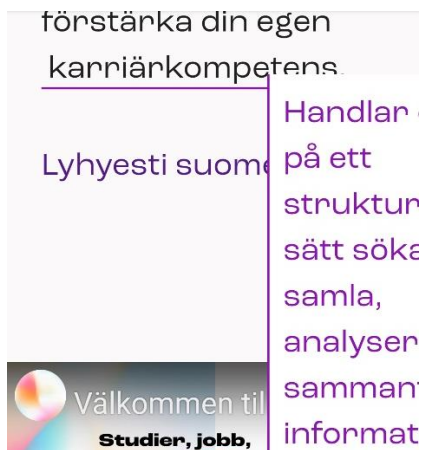 förstärka din egen
karriärkompetens.
Lyhyesti suome
Handlar
på ett
struktur
sätt söka
samla,
analyser
samman
informat
Välkommen til
Studier, jobb,